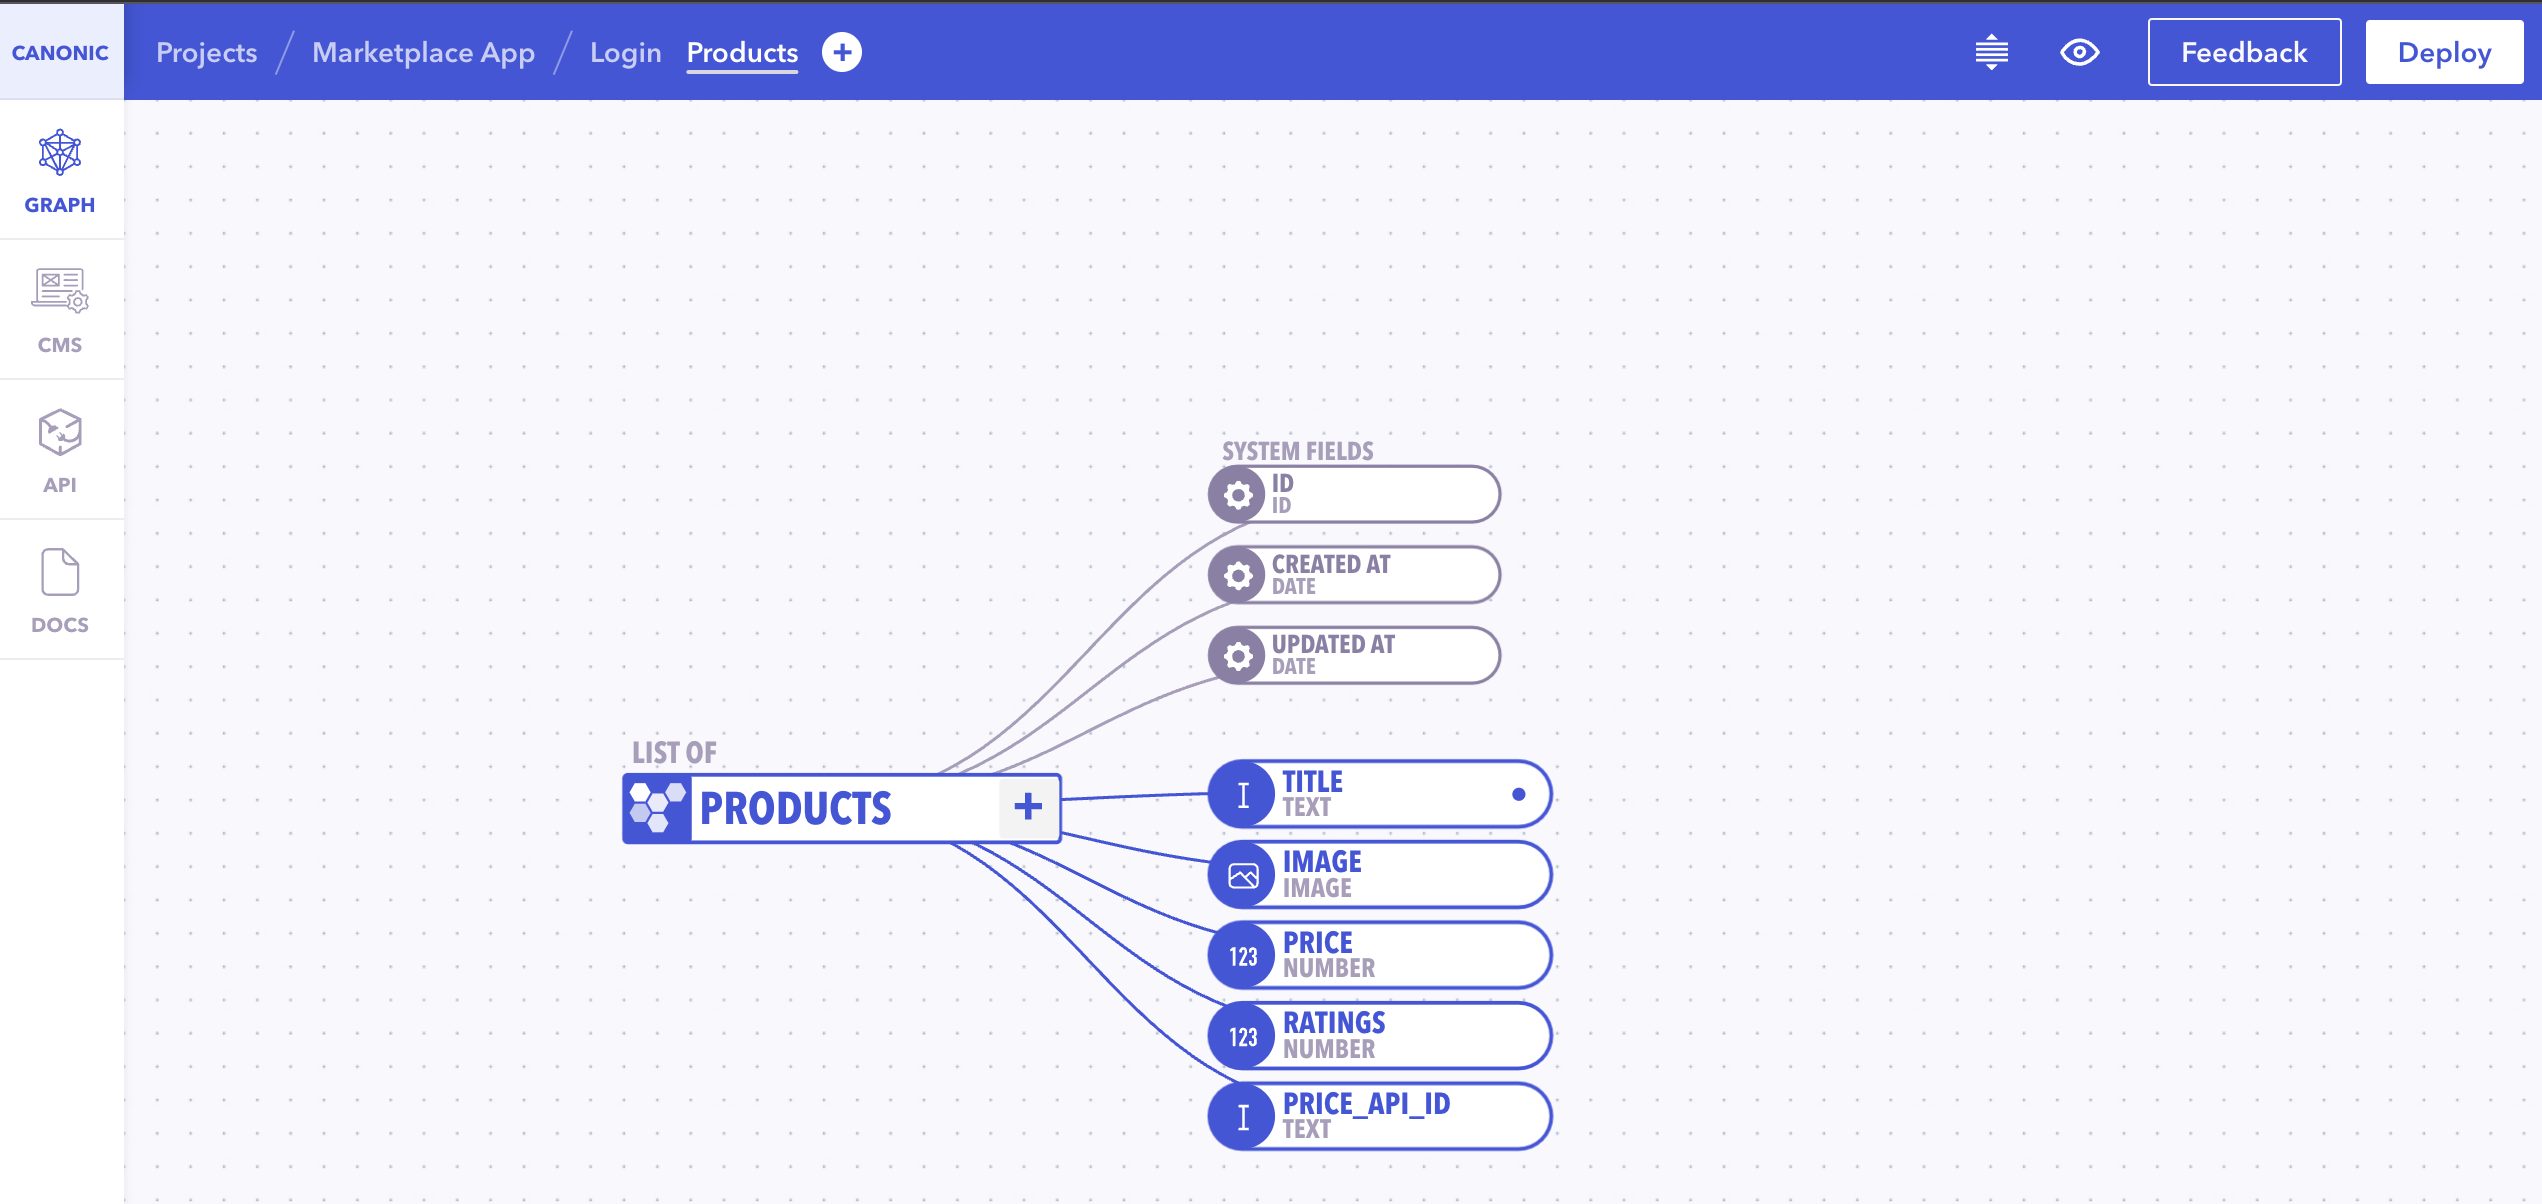 CANONIC
Projects / Marketplace App / Login Products +
Feedback
Deploy
GRAPH
CMS
API
DOCS
SYSTEM FIELDS
ID
ID
CREATED AT
DATE
UPDATED AT
DATE
LIST OF
PRODUCTS +
TITLE
TEXT
IMAGE
IMAGE
123
PRICE
NUMBER
123
RATINGS
NUMBER
PRICE_API_ID
TEXT